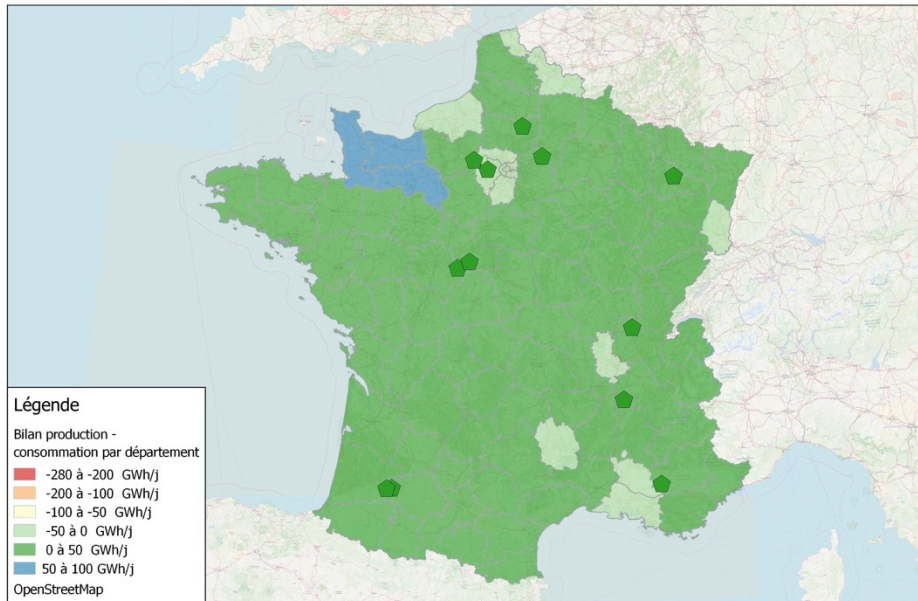 Légende
Bilan production -
consommation par département
-280 à -200 GWh/j
-200 à -100 GWh/j
-100 à -50 GWh/j
-50 à 0 GWh/j
0 à 50 GWh/j
50 à 100 GWh/j
OpenStreetMap